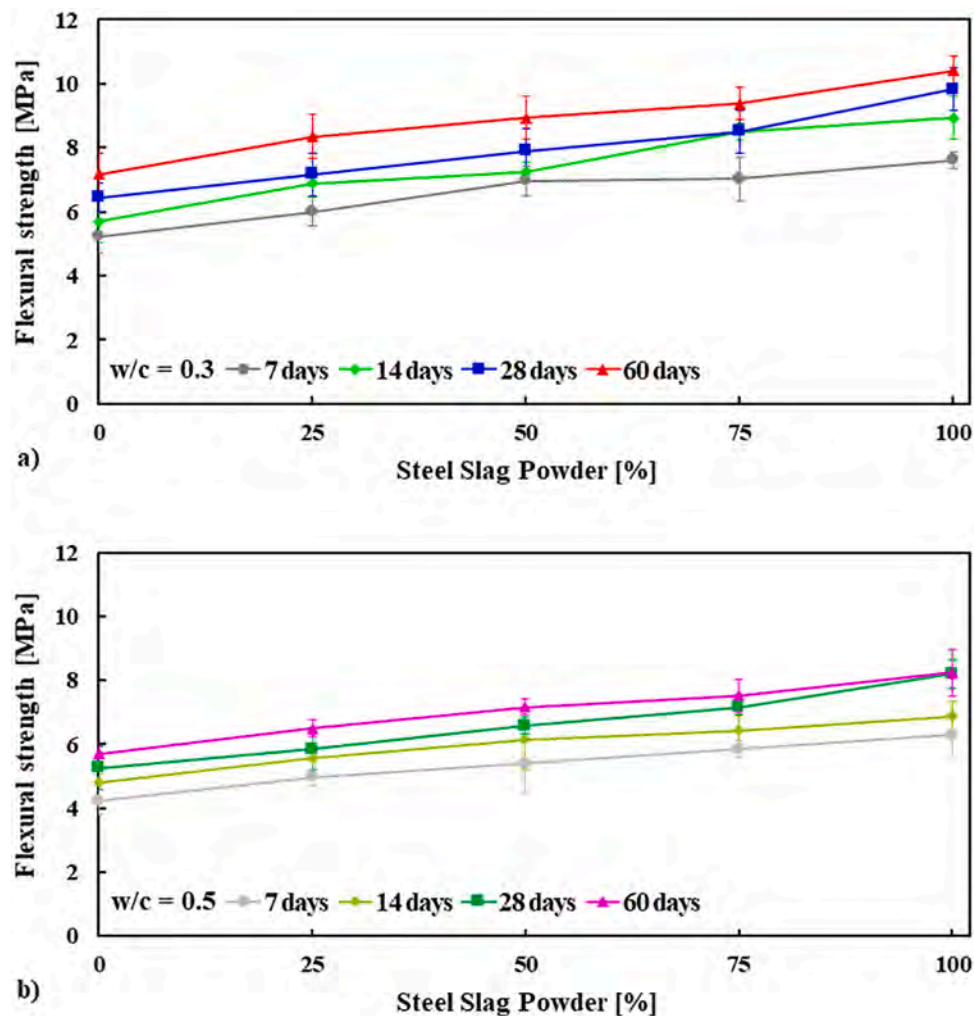 12
10
8
6
4
2
0
Flexural strength [MPa]
w/c = 0.3 7 days 14 days 28 days 60 days
0 25 50 75 100
a)
Steel Slag Powder [%]
12
10
8
6
4
2
0
Flexural strength [MPa]
w/c = 0.5 7 days 14 days 28 days 60 days
0 25 50 75 100
b)
Steel Slag Powder [%]